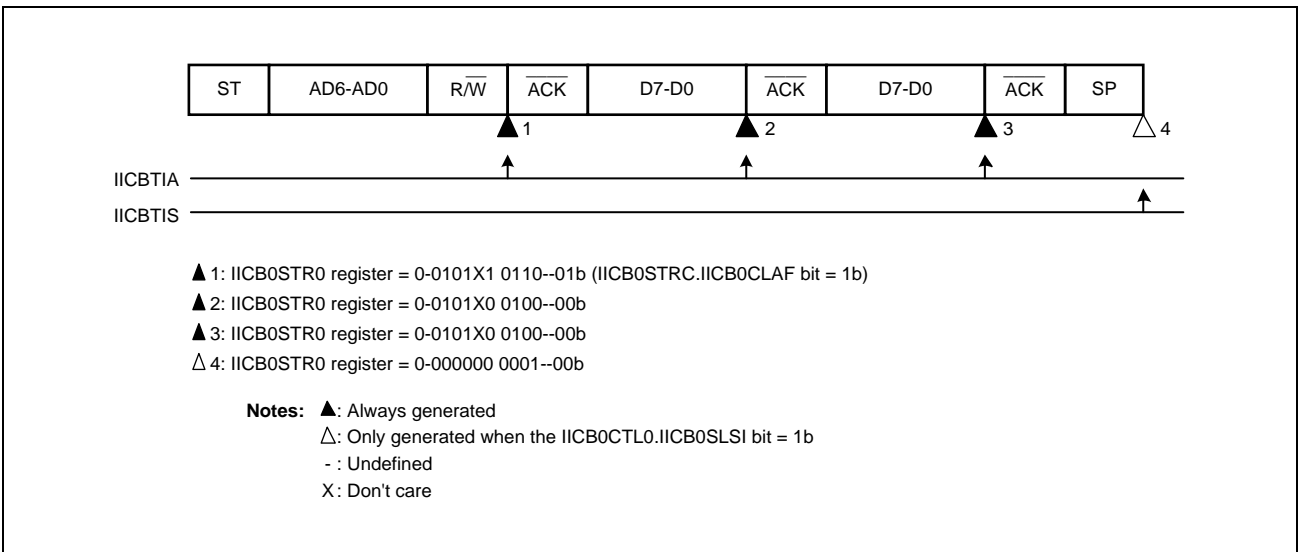 ST AD6-AD0 R/W ACK D7-D0 ACK D7-D0 ACK SP
1 2 3 4
IICBTIA
IICBTIS
▲ 1: IICB0STR0 register = 0-0101X1 0110--01b (IICB0STRC.IICB0CLAF bit = 1b)
▲ 2: IICB0STR0 register = 0-0101X0 0100--00b
▲ 3: IICB0STR0 register = 0-0101X0 0100--00b
△ 4: IICB0STR0 register = 0-000000 0001--00b
Notes: ▲: Always generated
△: Only generated when the IICB0CTL0.IICB0SLSI bit = 1b
- : Undefined
X : Don't care